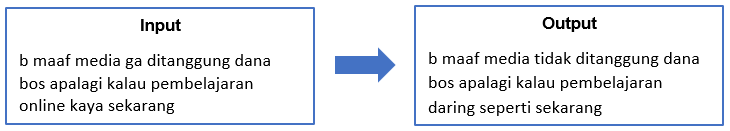 Input
b maaf media ga ditanggung dana
bos apalagi kalau pembelajaran
online kaya sekarang
Output
b maaf media tidak ditanggung dana
bos apalagi kalau pembelajaran
daring seperti sekarang